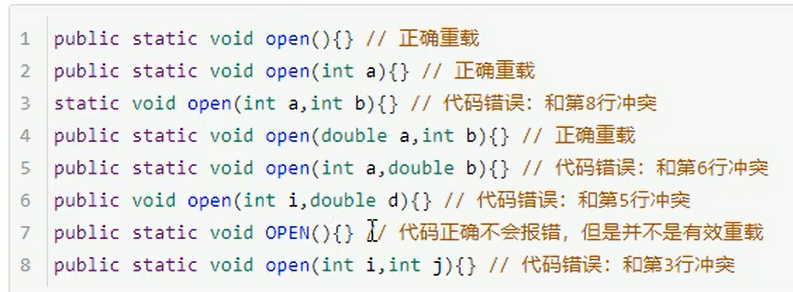 1 public static void open(){} // 正确重载
2 public static void open(int a){} // 正确重载
3 static void open(int a,int b){} // 代码错误：和第8行冲突
4 public static void open(double a,int b){} // 正确重载
5 public static void open(int a,double b){} // 代码错误：和第6行冲突
6 public void open(int i,double d){} // 代码错误：和第5行冲突
7 public static void OPEN(){} // 代码正确不会报错，但是并不是有效重载
8 public static void open(int i,int j){} // 代码错误：和第3行冲突